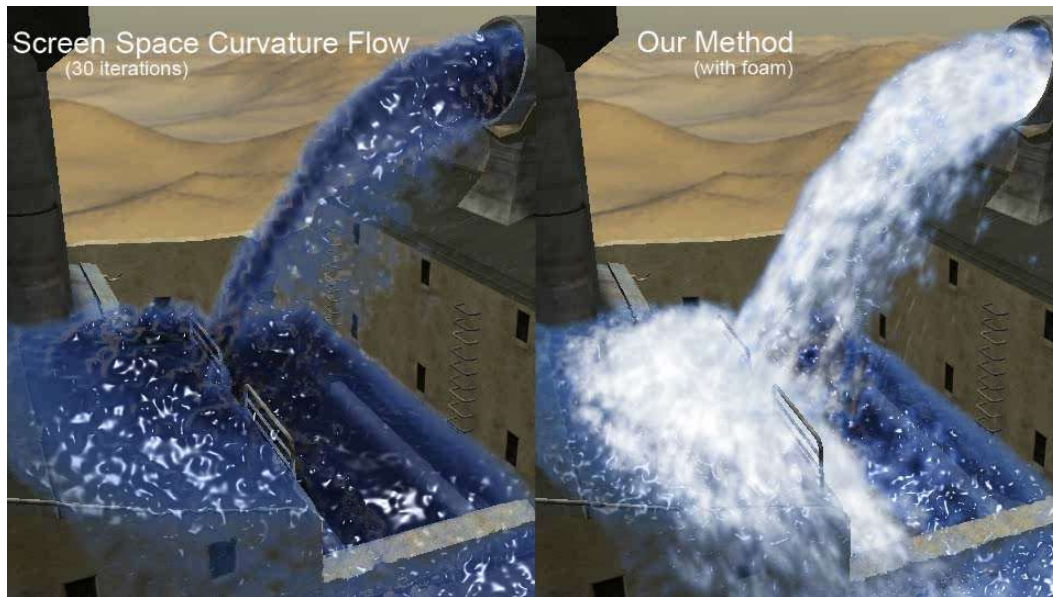 Screen Space Curvature Flow
(30 iterations)
Our Method
(with foam)